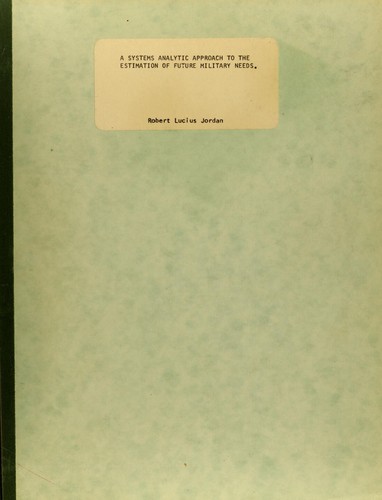 A SYSTEMS ANALYTIC APPROACH TO THE
ESTIMATION OF FUTURE MILITARY NEEDS.
Robert Lucius Jordan